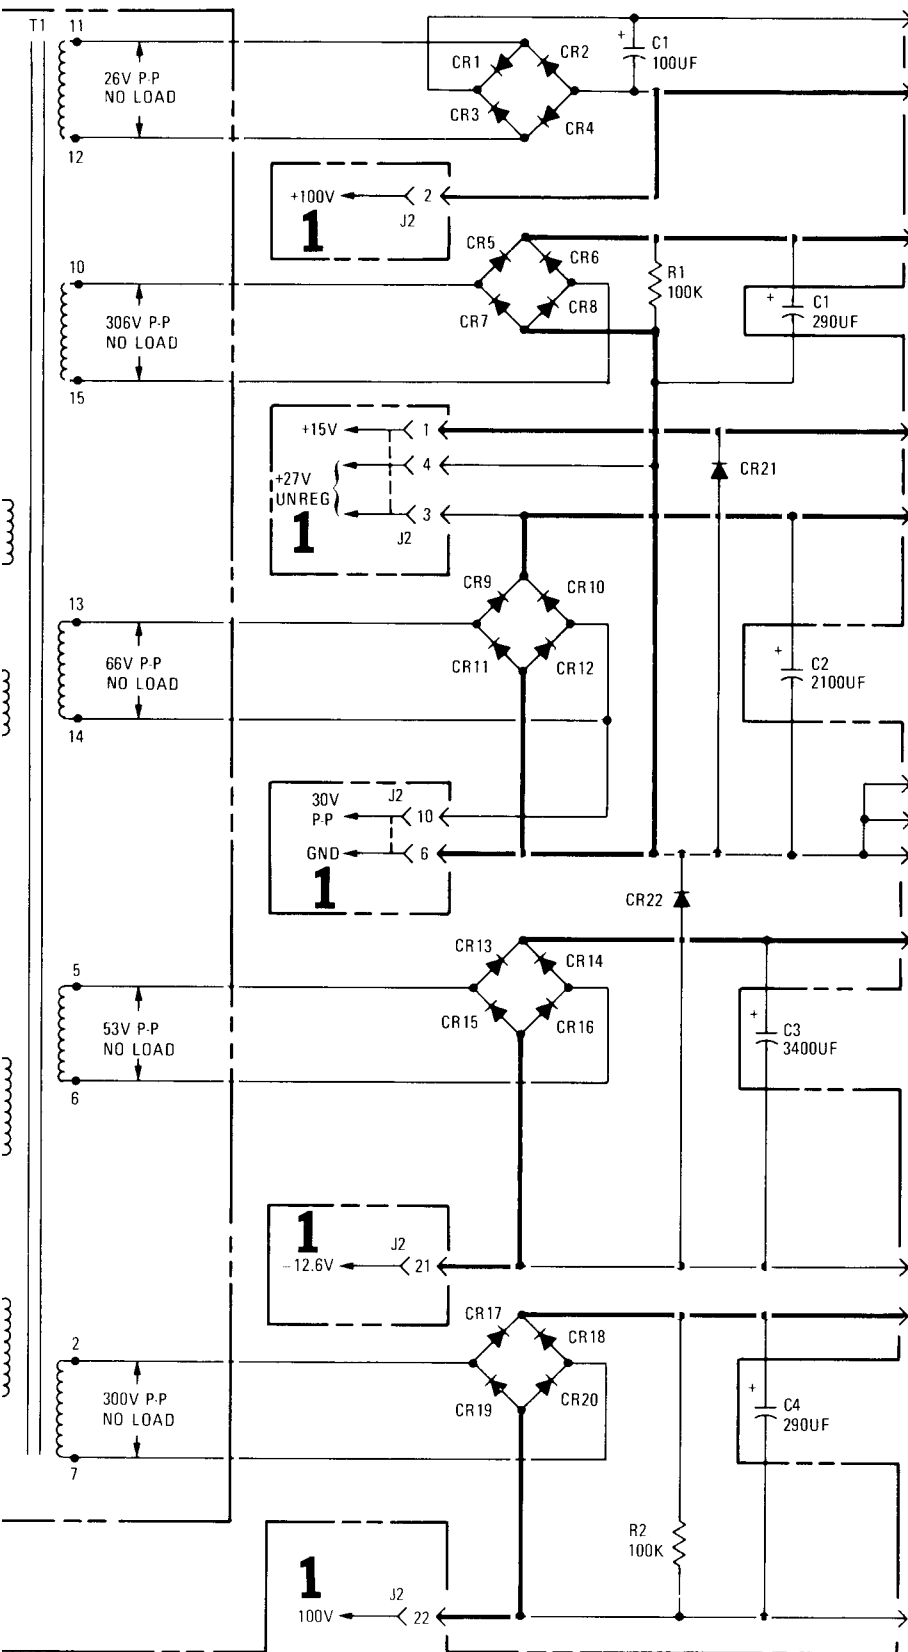 T1
11
26V P-P
NO LOAD
12
CR1
CR2
CR3
CR4
+
C1
100UF
+100V
2
J2
1
10
306V P-P
NO LOAD
15
CR5
CR6
CR7
CR8
R1
100K
+
C1
290UF
+15V
1
4
+27V
UNREG
3
J2
1
CR21
13
66V P-P
NO LOAD
14
CR9
CR10
CR11
CR12
+
C2
2100UF
30V
P-P
J2
10
GND
6
1
CR22
5
53V P-P
NO LOAD
6
CR13
CR14
CR15
CR16
+
C3
3400UF
1
J2
-12.6V
21
2
300V P-P
NO LOAD
7
CR17
CR18
CR19
CR20
+
C4
290UF
R2
100K
1
J2
100V
22